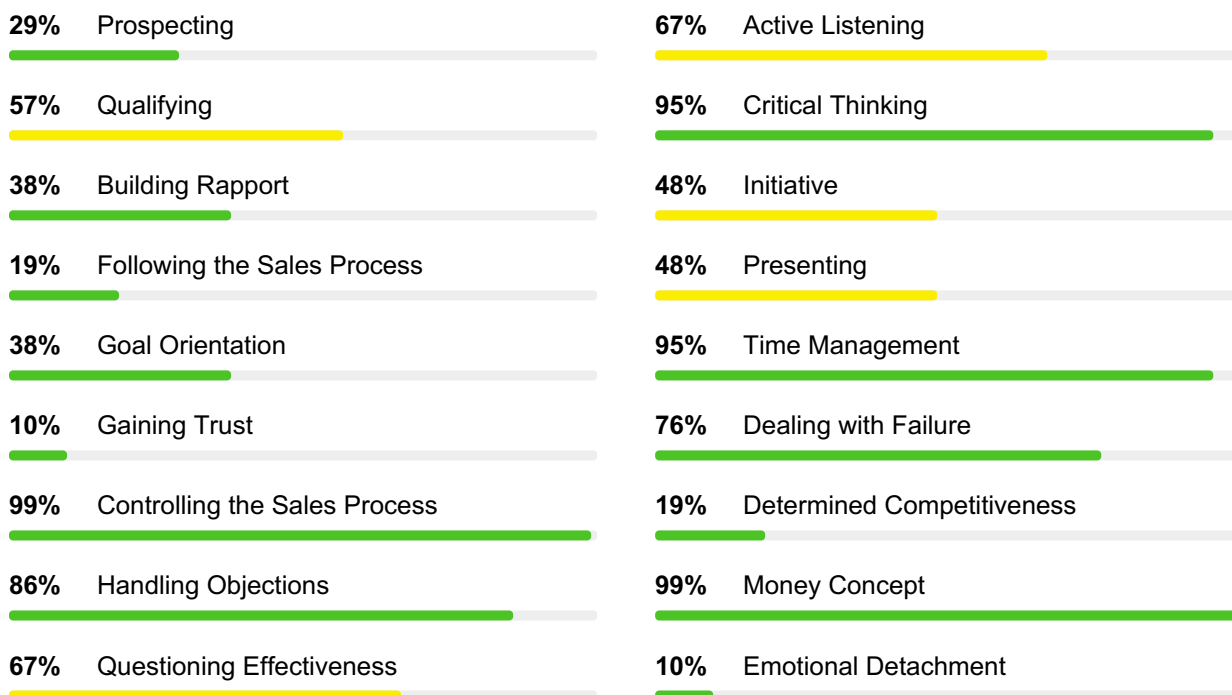 29% Prospecting
57% Qualifying
38% Building Rapport
19% Following the Sales Process
38% Goal Orientation
10% Gaining Trust
99% Controlling the Sales Process
86% Handling Objections
67% Questioning Effectiveness
67% Active Listening
95% Critical Thinking
48% Initiative
48% Presenting
95% Time Management
76% Dealing with Failure
19% Determined Competitiveness
99% Money Concept
10% Emotional Detachment